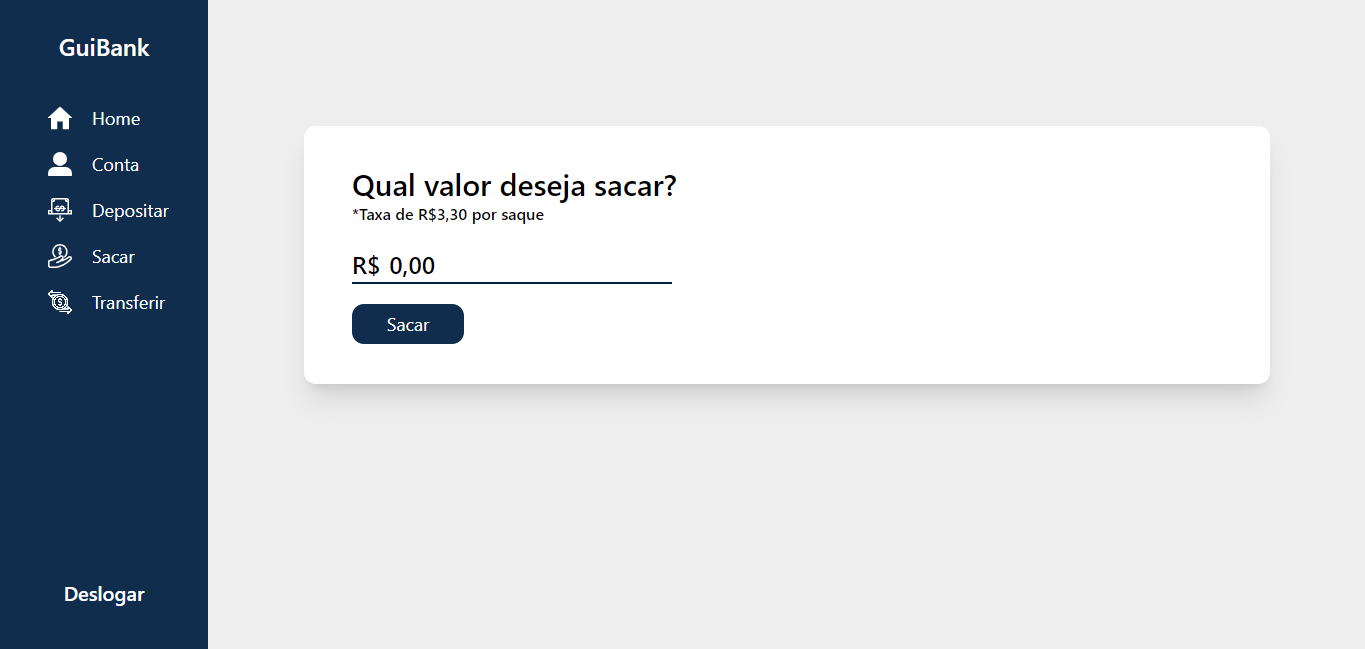 GuiBank
Home
Conta
Depositar
Sacar
Transferir
Deslogar
Qual valor deseja sacar?
*Taxa de R$3,30 por saque
R$ 0,00
Sacar